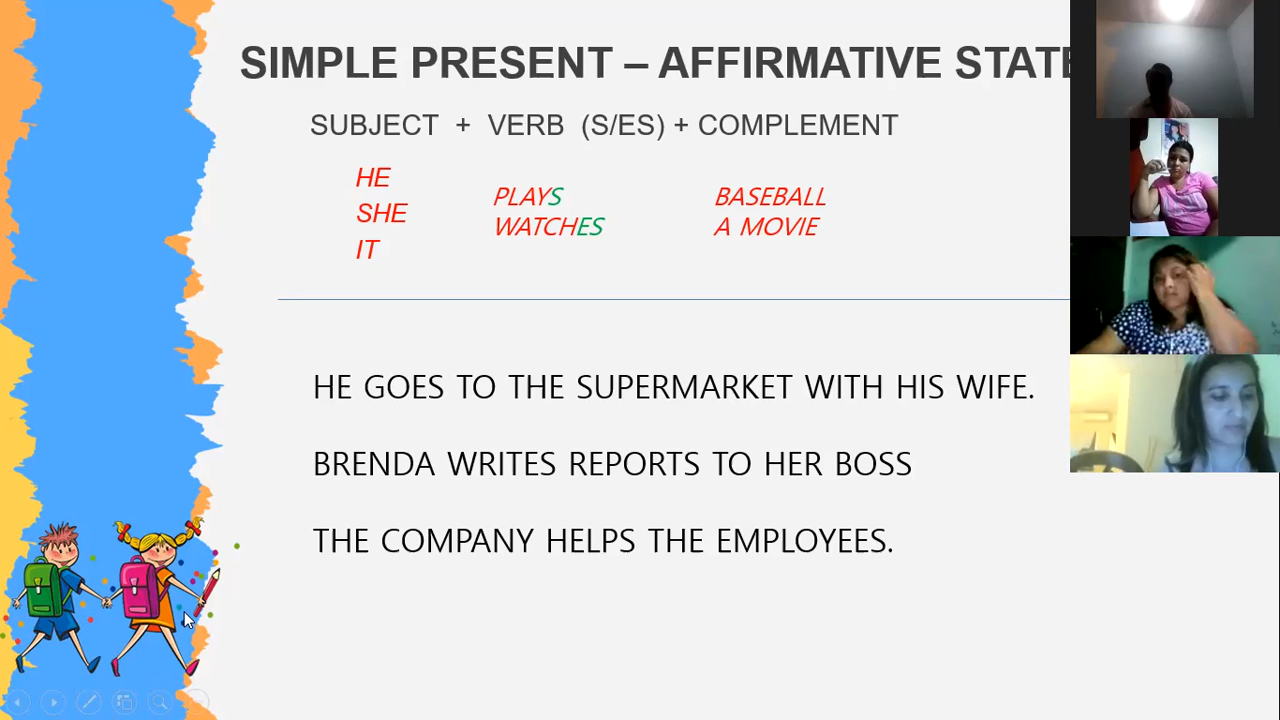 SIMPLE PRESENT – AFFIRMATIVE
SUBJECT + VERB (S/ES) + COMPLEMENT
HE
SHE
IT
PLAYS
WATCHES
BASEBALL
A MOVIE
HE GOES TO THE SUPERMARKET WITH HIS WIFE.
BRENDA WRITES REPORTS TO HER BOSS
THE COMPANY HELPS THE EMPLOYEES.